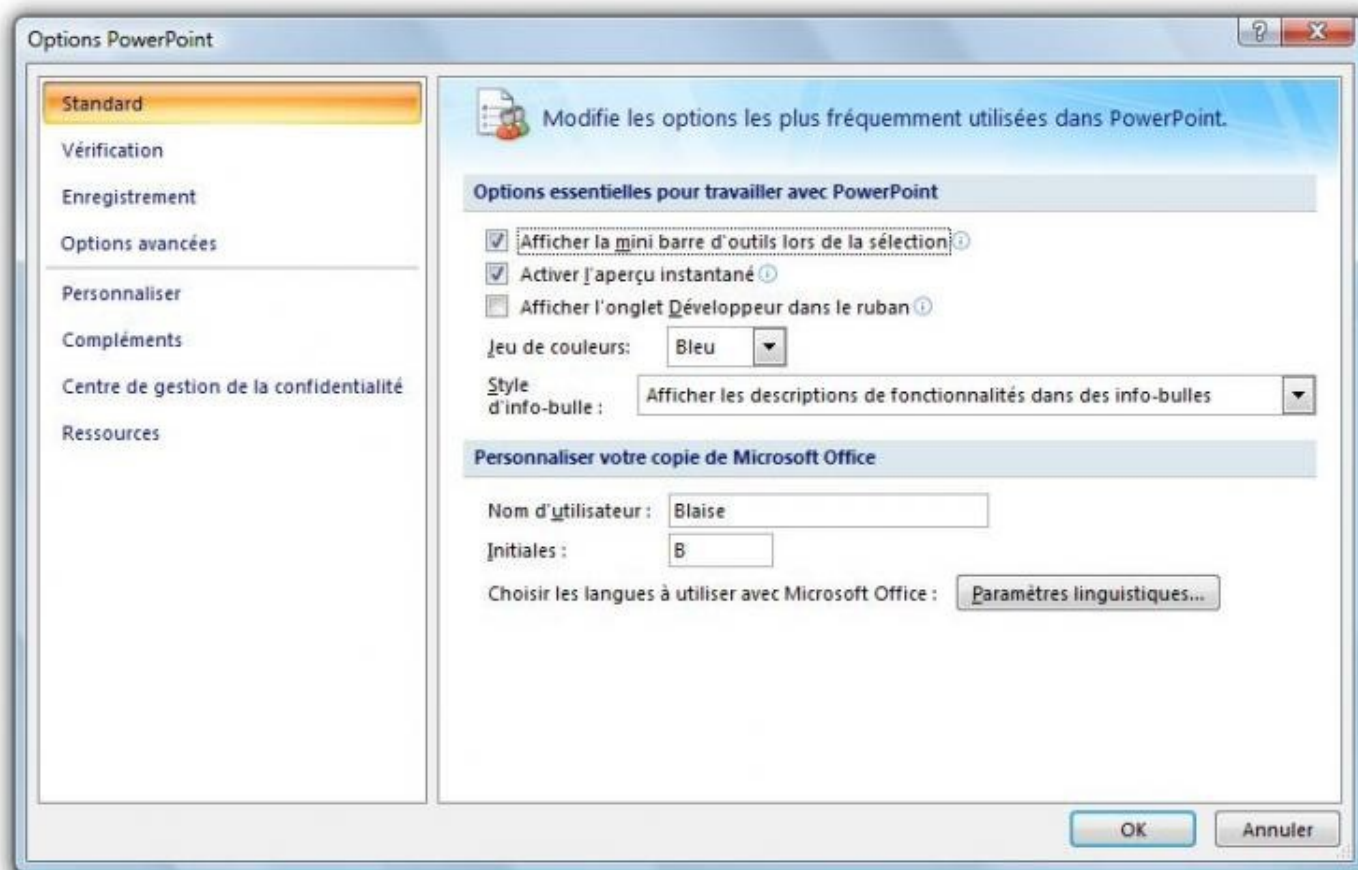 Options PowerPoint
Standard
Vérification
Enregistrement
Options avancées
Personnaliser
Compléments
Centre de gestion de la confidentialité
Ressources
Modifie les options les plus fréquemment utilisées dans PowerPoint.
Options essentielles pour travailler avec PowerPoint
Afficher la mini barre d'outils lors de la sélection
Activer l'aperçu instantané
Afficher l'onglet Développeur dans le ruban
Jeu de couleurs: Bleu
Style
d'info-bulle : Afficher les descriptions de fonctionnalités dans des info-bulles
Personnaliser votre copie de Microsoft Office
Nom d'utilisateur : Blaise
Initiales : B
Choisir les langues à utiliser avec Microsoft Office : Paramètres linguistiques...
OK Annuler